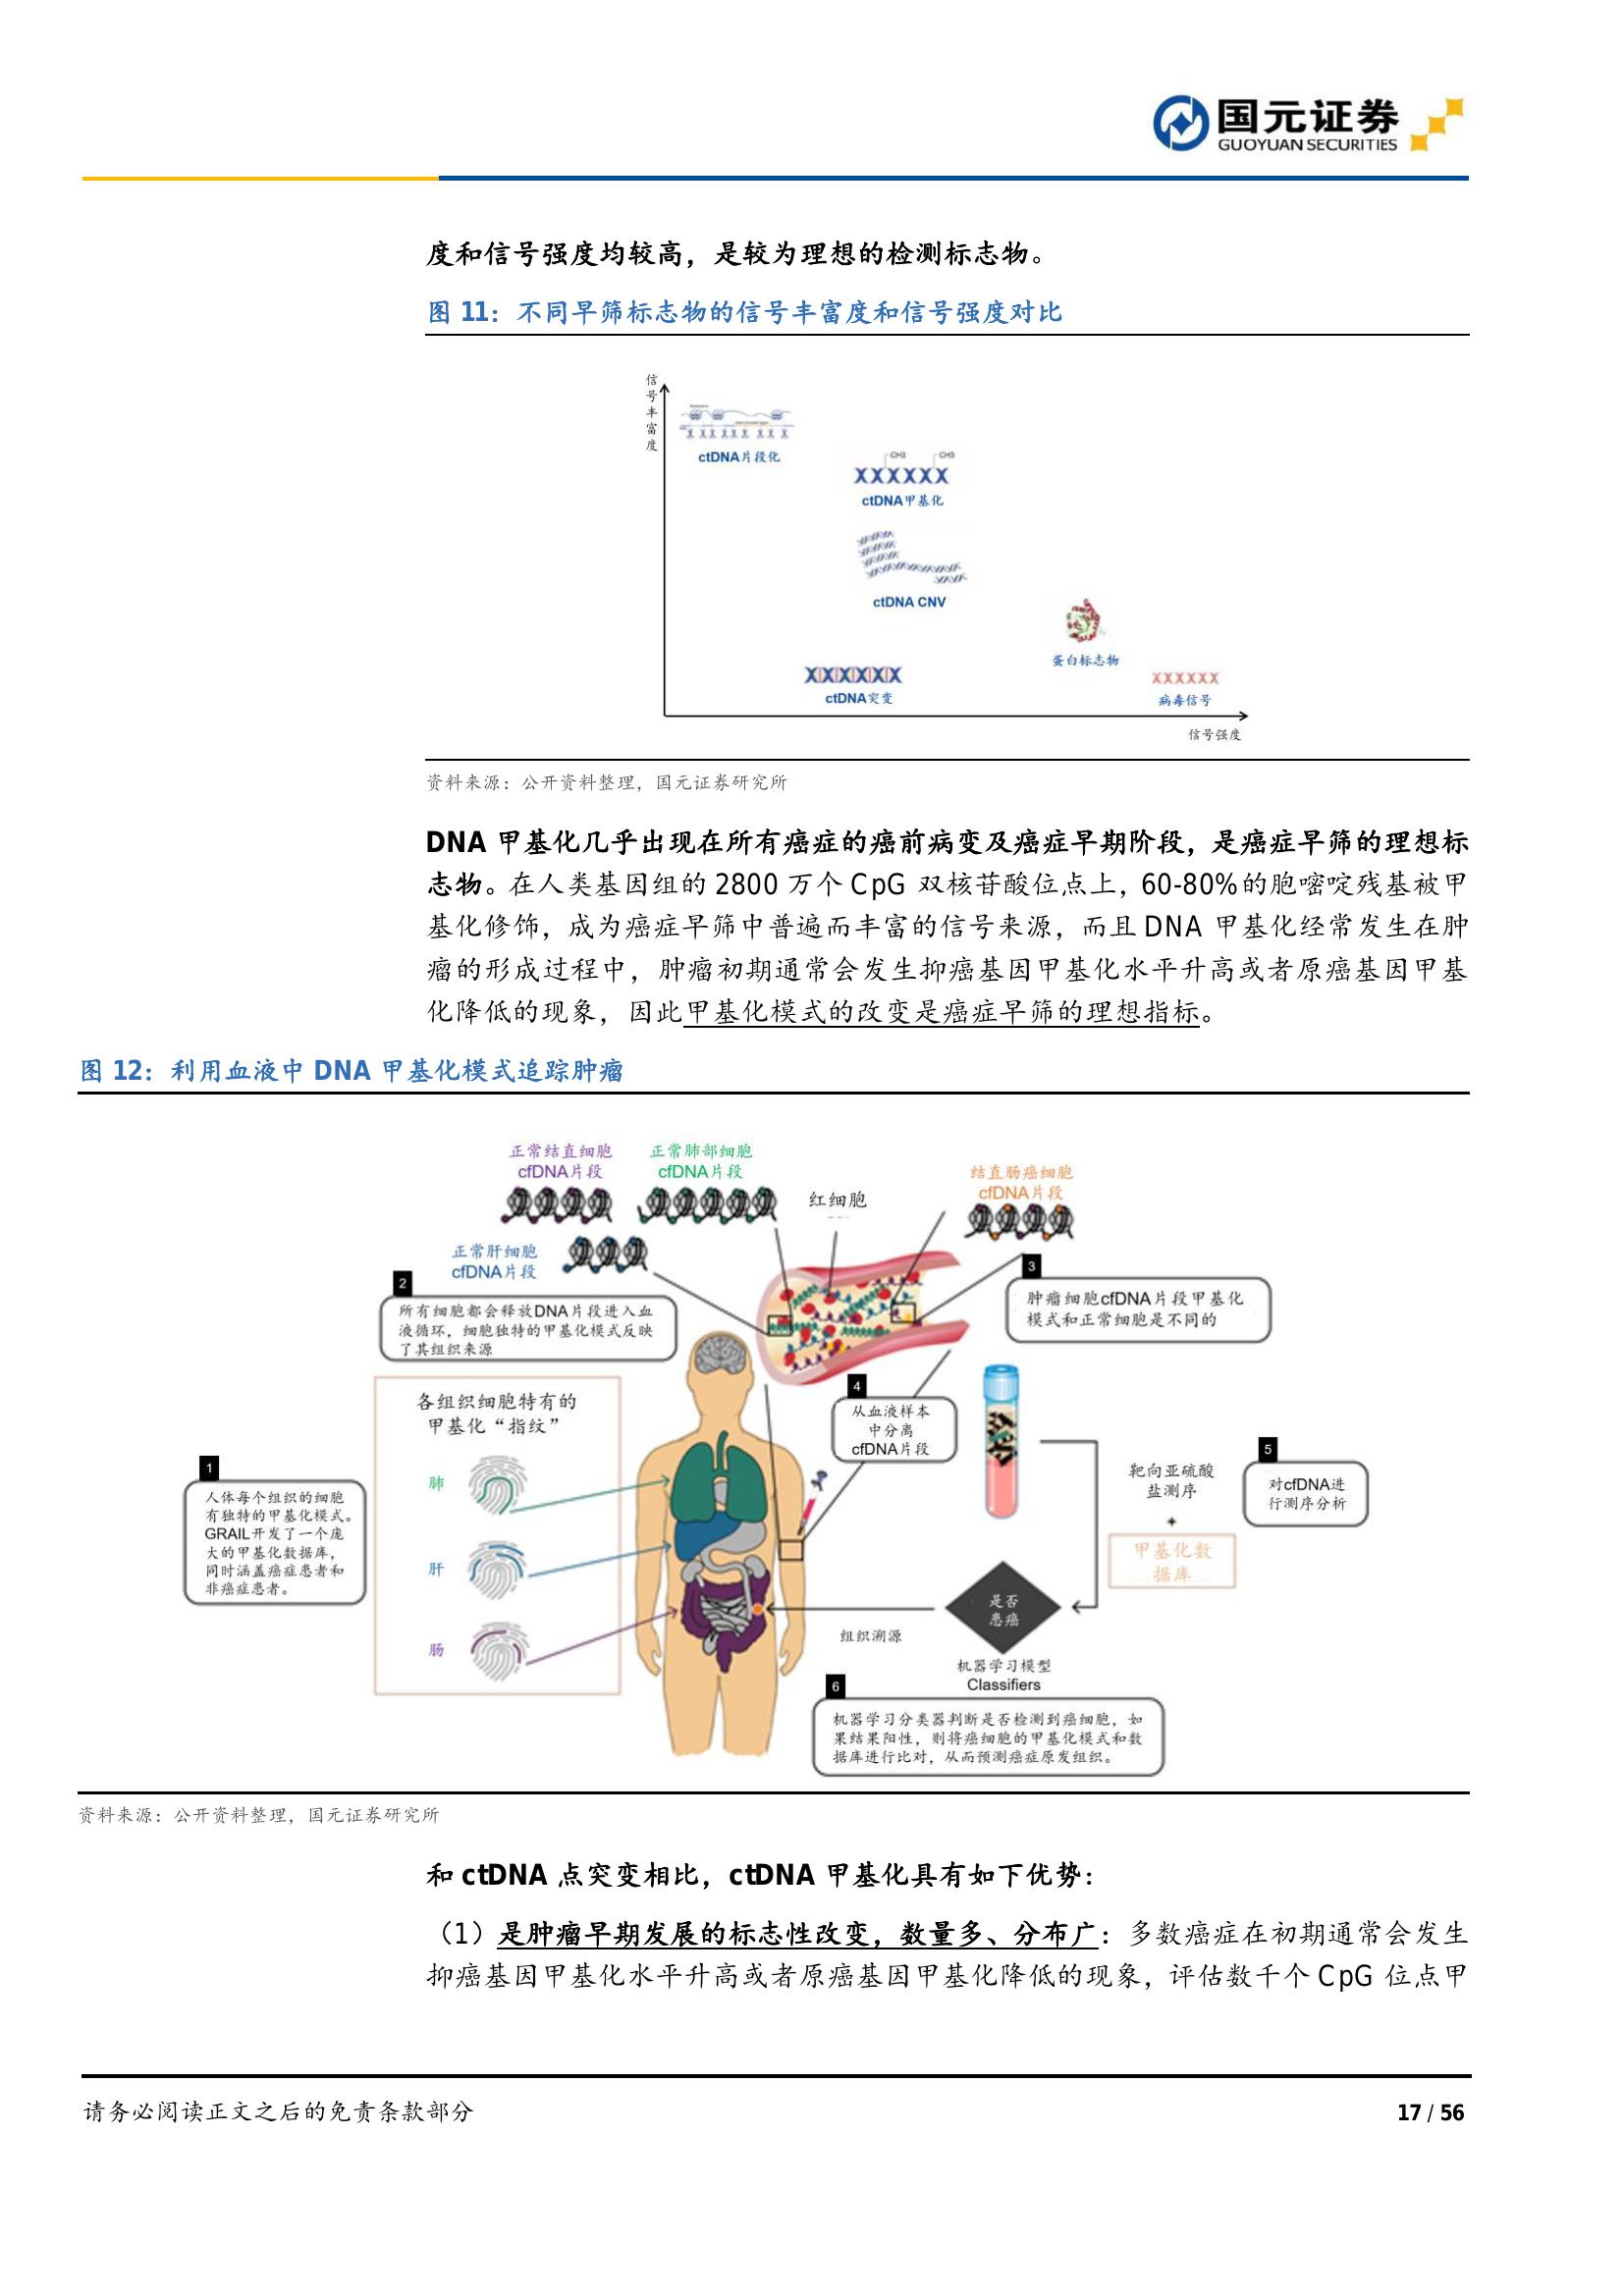 国元证券
GUOYUAN SECURITIES
度和信号强度均较高，是较为理想的检测标志物。
图 11：不同早筛标志物的信号丰富度和信号强度对比
信号丰富度
ctDNA片段化
CH3 CH3
ctDNA甲基化
ctDNA CNV
蛋白标志物
ctDNA突变
病毒信号
信号强度
资料来源：公开资料整理，国元证券研究所
DNA 甲基化几乎出现在所有癌症的癌前病变及癌症早期阶段，是癌症早筛的理想标
志物。在人类基因组的 2800 万个 CpG 双核苷酸位点上，60-80%的胞嘧啶残基被甲
基化修饰，成为癌症早筛中普遍而丰富的信号来源，而且 DNA 甲基化经常发生在肿
瘤的形成过程中，肿瘤初期通常会发生抑癌基因甲基化水平升高或者原癌基因甲基
化降低的现象，因此甲基化模式的改变是癌症早筛的理想指标。
图 12：利用血液中 DNA 甲基化模式追踪肿瘤
正常结直细胞
cfDNA片段
正常肺部细胞
cfDNA片段
红细胞
结直肠癌细胞
cfDNA片段
正常肝细胞
cfDNA片段
2
所有细胞都会释放DNA片段进入血
液循环，细胞独特的甲基化模式反映
了其组织来源
3
肿瘤细胞cfDNA片段甲基化
模式和正常细胞是不同的
各组织细胞特有的
甲基化“指纹”
肺
肝
肠
4
从血液样本
中分离
cfDNA片段
1
人体每个组织的细胞
有独特的甲基化模式。
GRAIL开发了一个庞
大的甲基化数据库，
同时涵盖癌症患者和
非癌症患者。
靶向亚硫酸
盐测序
+
甲基化数
据库
5
对cfDNA进
行测序分析
是否
患癌
组织溯源
机器学习模型
Classifiers
6
机器学习分类器判断是否检测到癌细胞，如
果结果阳性，则将癌细胞的甲基化模式和数
据库进行比对，从而预测癌症原发组织。
资料来源：公开资料整理，国元证券研究所
和 ctDNA 点突变相比，ctDNA 甲基化具有如下优势：
（1）是肿瘤早期发展的标志性改变，数量多、分布广：多数癌症在初期通常会发生
抑癌基因甲基化水平升高或者原癌基因甲基化降低的现象，评估数千个 CpG 位点甲
请务必阅读正文之后的免责条款部分
17 / 56